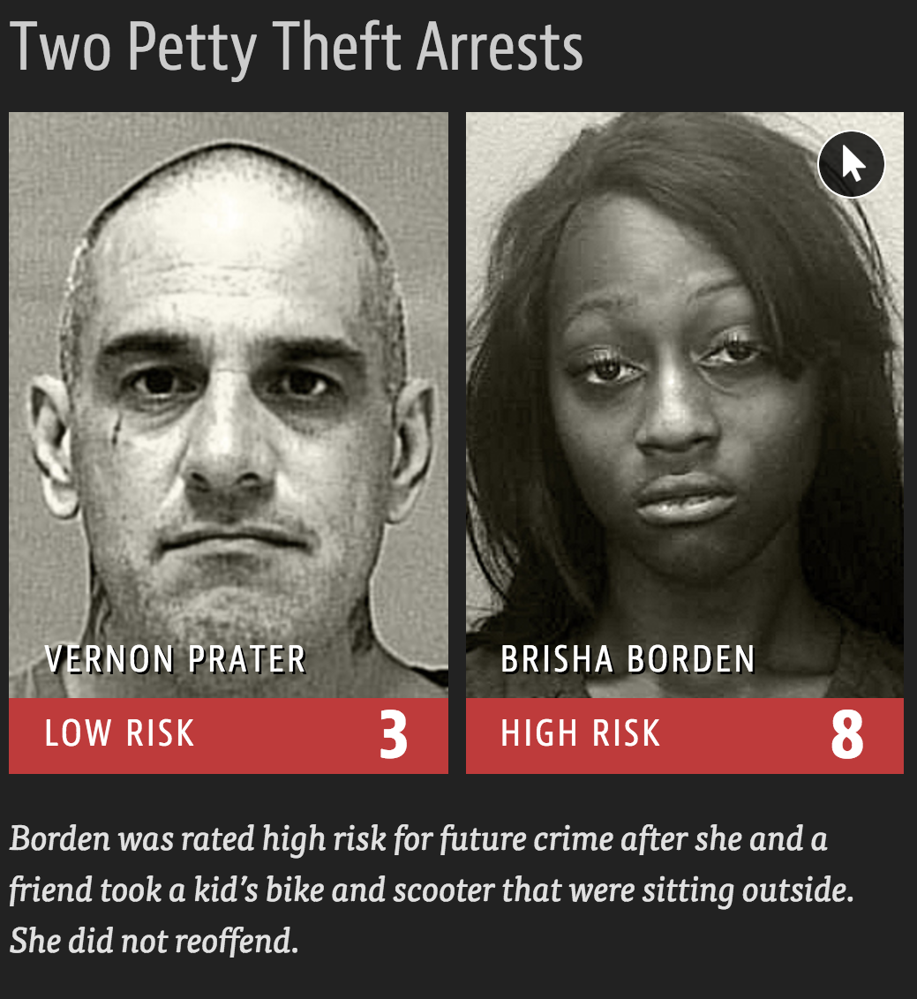 Two Petty Theft Arrests
VERNON PRATER
BRISHA BORDEN
LOW RISK 3
HIGH RISK 8
Borden was rated high risk for future crime after she and a
friend took a kid’s bike and scooter that were sitting outside.
She did not reoffend.